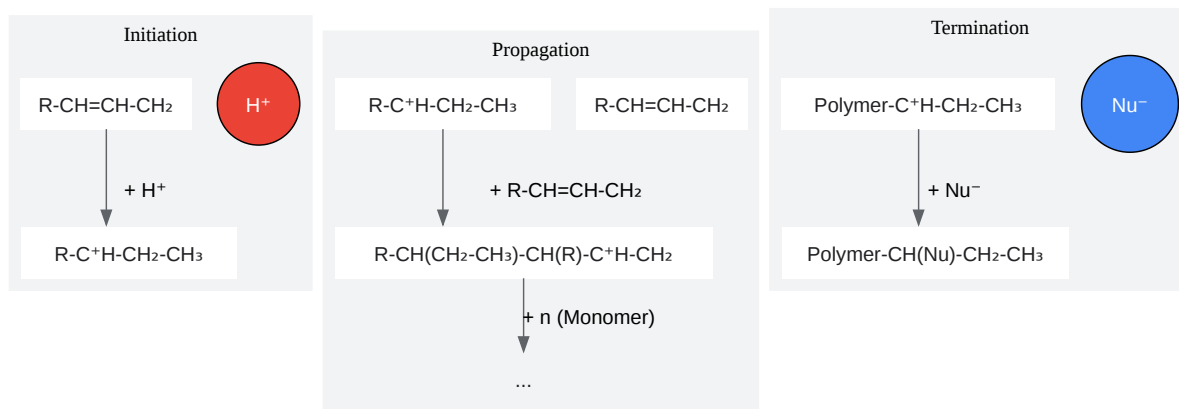 Initiation
R-CH=CH-CH₂
H⁺
+ H⁺
R-C⁺H-CH₂-CH₃
Propagation
R-C⁺H-CH₂-CH₃
R-CH=CH-CH₂
+ R-CH=CH-CH₂
R-CH(CH₂-CH₃)-CH(R)-C⁺H-CH₂
+ n (Monomer)
...
Termination
Polymer-C⁺H-CH₂-CH₃
Nu⁻
+ Nu⁻
Polymer-CH(Nu)-CH₂-CH₃